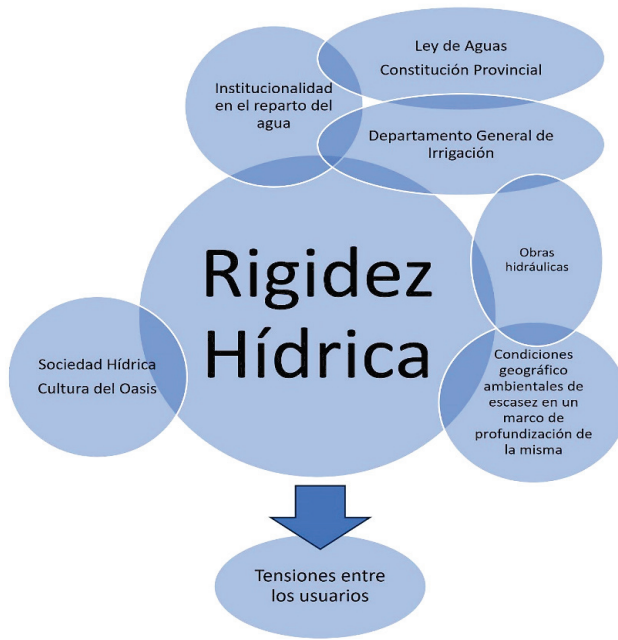 Ley de Aguas
Constitución Provincial
Institucionalidad
en el reparto del
agua
Departamento General de
Irrigación
Rigidez
Hídrica
Obras
hidráulicas
Sociedad Hídrica
Cultura del Oasis
Condiciones
geográfico
ambientales de
escasez en un
marco de
profundización de
la misma
Tensiones entre
los usuarios